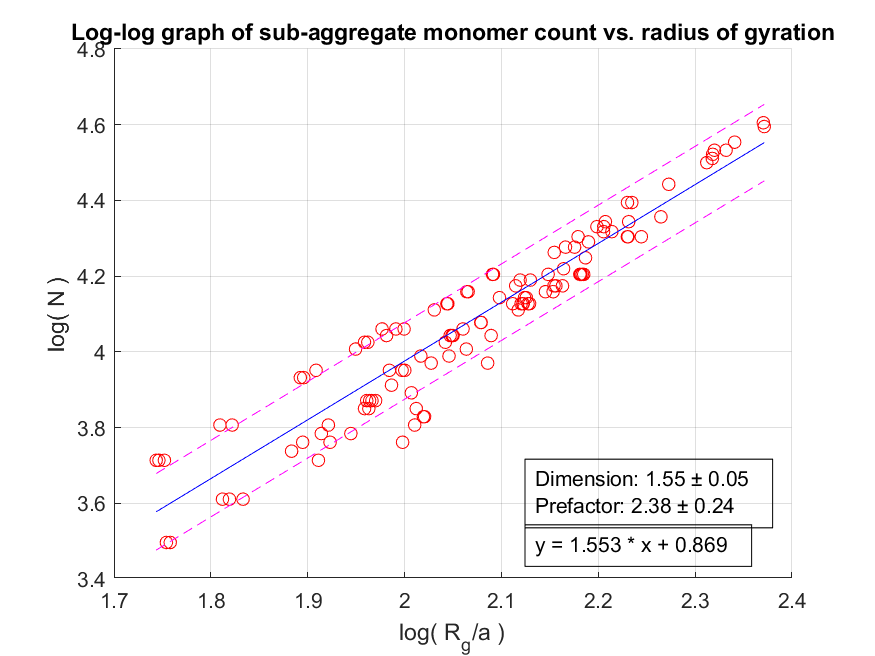 Log-log graph of sub-aggregate monomer count vs. radius of gyration
4.8
4.6
4.4
4.2
4
3.8
3.6
3.4
log( N )
Dimension: 1.55 ± 0.05
Prefactor: 2.38 ± 0.24
y = 1.553 * x + 0.869
1.7 1.8 1.9 2 2.1 2.2 2.3 2.4
log( R_g/a )